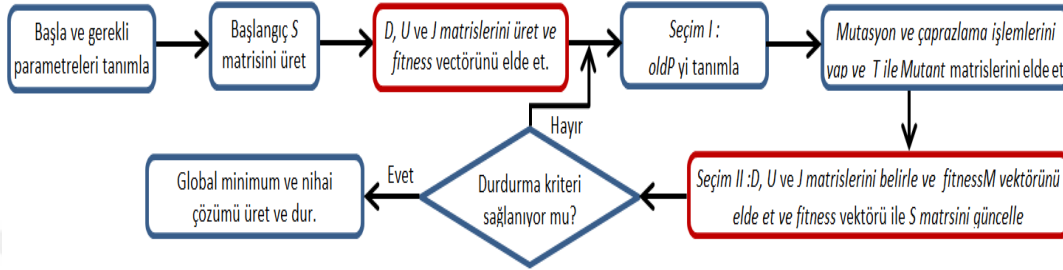 Başla ve gerekli
parametreleri tanımla
Başlangıç S
matrisini üret
D, U ve J matrislerini üret ve
fitness vectörünü elde et.
Seçim I :
oldP yi tanımla
Mutasyon ve çaprazlama işlemlerini
yap ve T ile Mutant matrislerini elde et
Seçim II :D, U ve J matrislerini belirle ve fitnessM vektörünü
elde et ve fitness vektörü ile S matrsini güncelle
Durdurma kriteri
sağlanıyor mu?
Hayır
Evet
Global minimum ve nihai
çözümü üret ve dur.